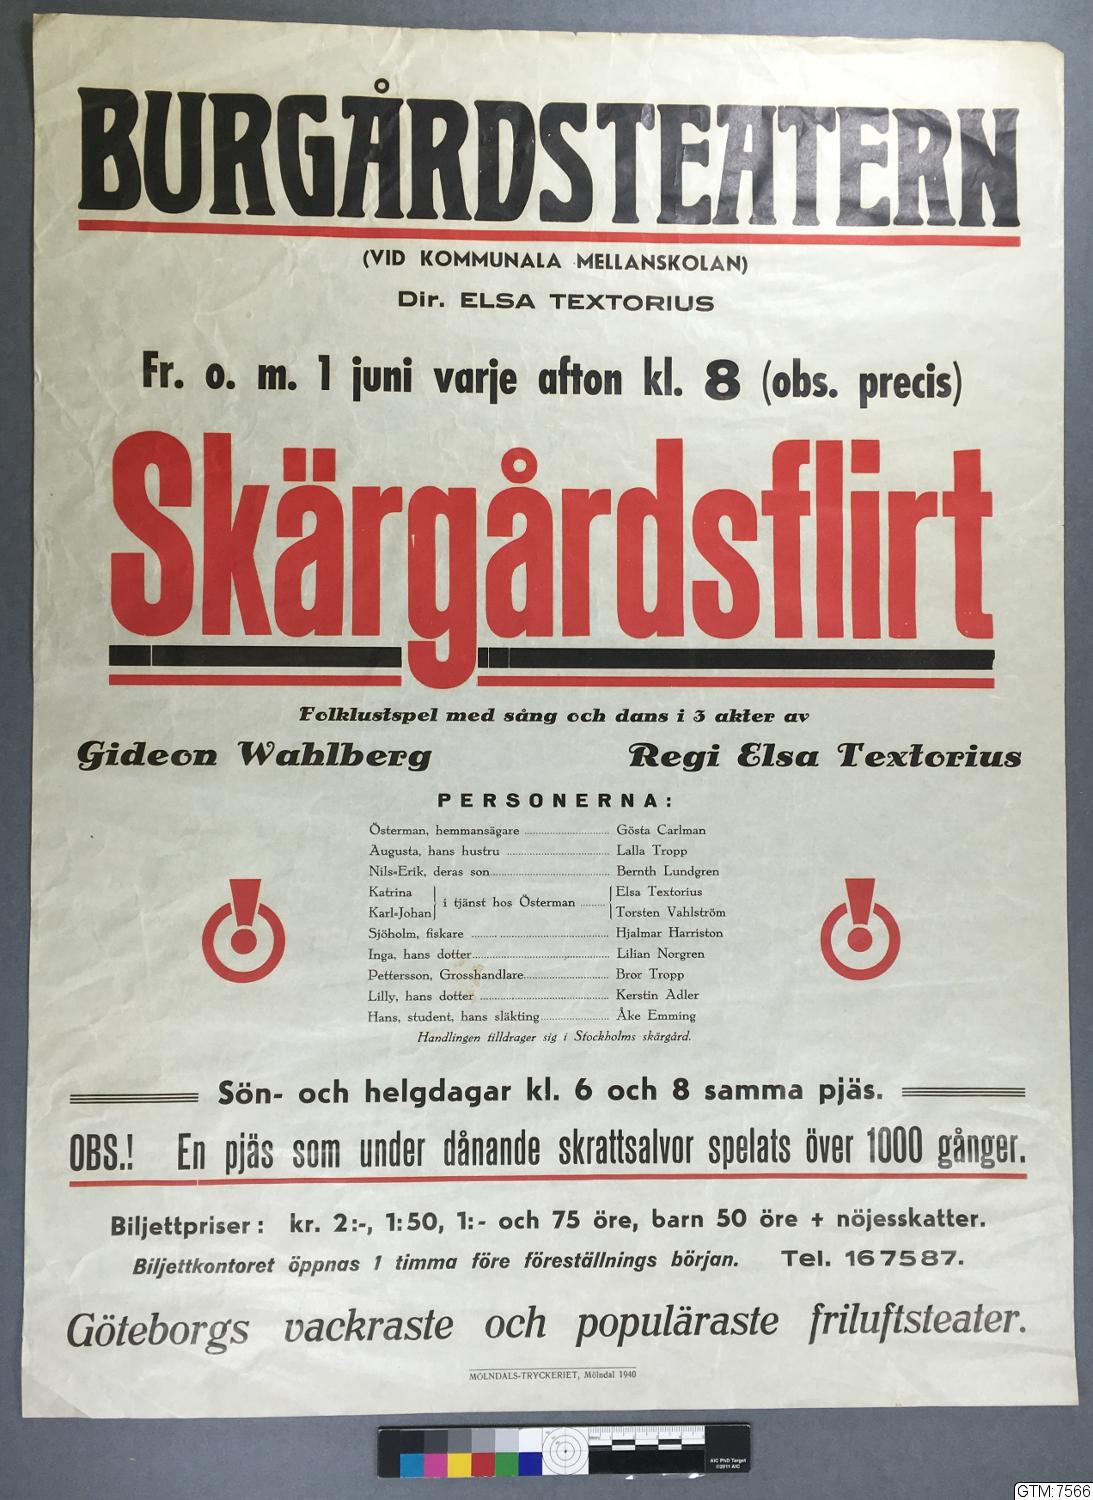 BURGÅRDSTEATERN
(VID KOMMUNALA MELLANSKOLAN)
Dir. ELSA TEXTORIUS
Fr. o. m. 1 juni varje afton kl. 8 (obs. precis)
Skärgårdsflirt
Folklustspel med sång och dans i 3 akter av
Gideon Wahlberg Regi Elsa Textorius
PERSONERNA:
Österman, hemmansägare ........ Gösta Carlman
Augusta, hans hustru ........ Lalla Tropp
Nils=Erik, deras son ........ Bernth Lundgren
Katrina | i tjänst hos Österman ........ | Elsa Textorius
Karl=Johan | Torsten Vahlström
Sjöholm, fiskare ........ Hjalmar Harriston
Inga, hans dotter ........ Lilian Norgren
Pettersson, Grosshandlare ........ Bror Tropp
Lilly, hans dotter ........ Kerstin Adler
Hans, student, hans släkting ........ Åke Emming
Handlingen tilldrager sig i Stockholms skärgård.
Sön- och helgdagar kl. 6 och 8 samma pjäs.
OBS.! En pjäs som under dånande skrattsalvor spelats över 1000 gånger.
Biljettpriser: kr. 2:-, 1:50, 1:- och 75 öre, barn 50 öre + nöjesskatter.
Biljettkontoret öppnas 1 timma före föreställnings början. Tel. 167587.
Göteborgs vackraste och populäraste friluftsteater.
MÖLNDALS-TRYCKERIET, Mölndal 1940
AIC PhD Target
©2011 AIC
GTM:7566